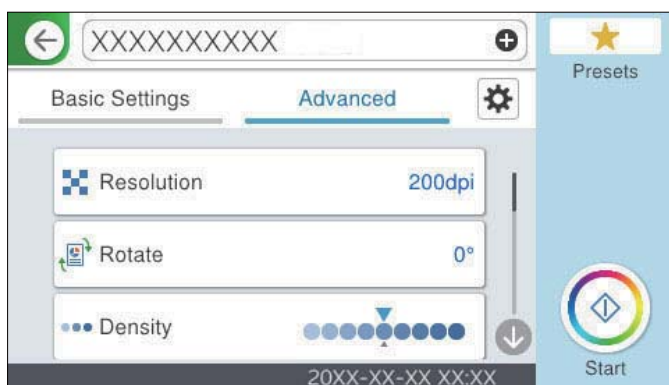 XXXXXXXXXX
Presets
Basic Settings Advanced
Resolution 200dpi
Rotate 0°
Density
Start
20XX-XX-XX XX:XX